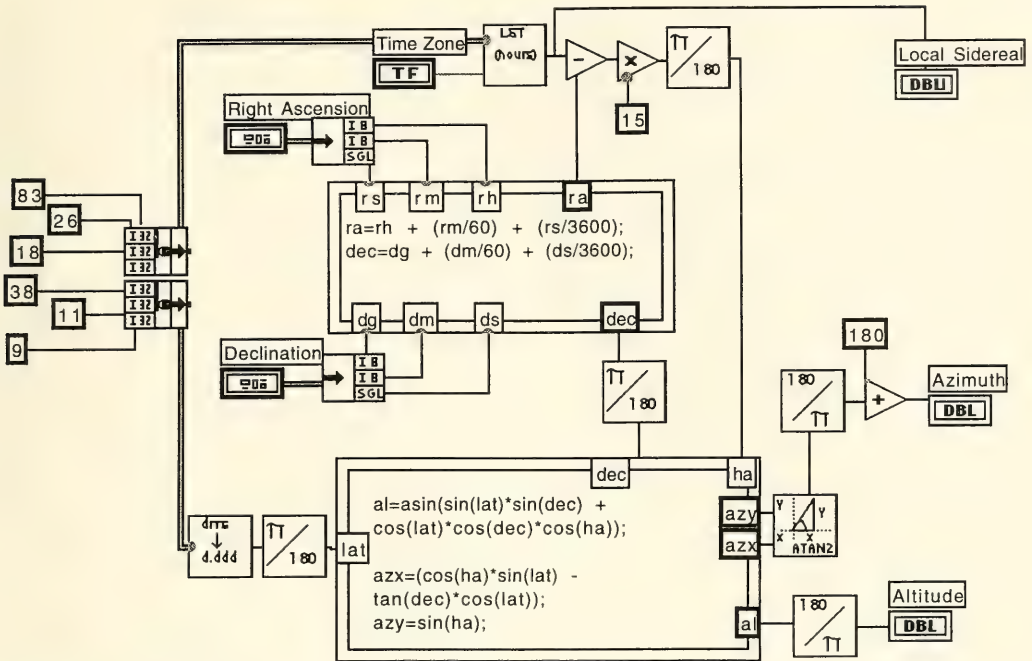 LST
(hours)
Time Zone
TF
π
180
Local Sidereal
DBL
-
x
15
Right Ascension
I8
I8
SGL
83
26
18
I32
I32
I32
38
11
9
I32
I32
I32
rs rm rh ra
ra=rh + (rm/60) + (rs/3600);
dec=dg + (dm/60) + (ds/3600);
dg dm ds dec
Declination
I8
I8
SGL
π
180
180
180
π
+
Azimuth
DBL
dec ha
al=asin(sin(lat)*sin(dec) +
cos(lat)*cos(dec)*cos(ha));
azy
azx
Y
Y
X
X
ATAN2
d.ddd
π
180
lat
azx=(cos(ha)*sin(lat) -
tan(dec)*cos(lat));
azy=sin(ha);
al
180
π
Altitude
DBL